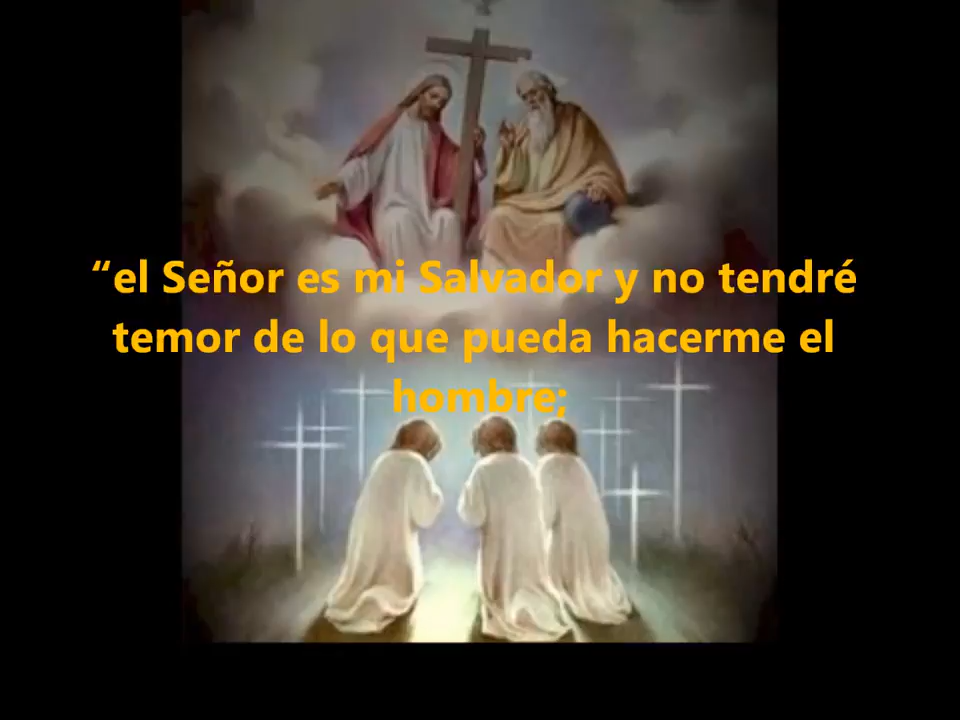 “el Señor es mi Salvador y no tendré
temor de lo que pueda hacerme el
hombre;